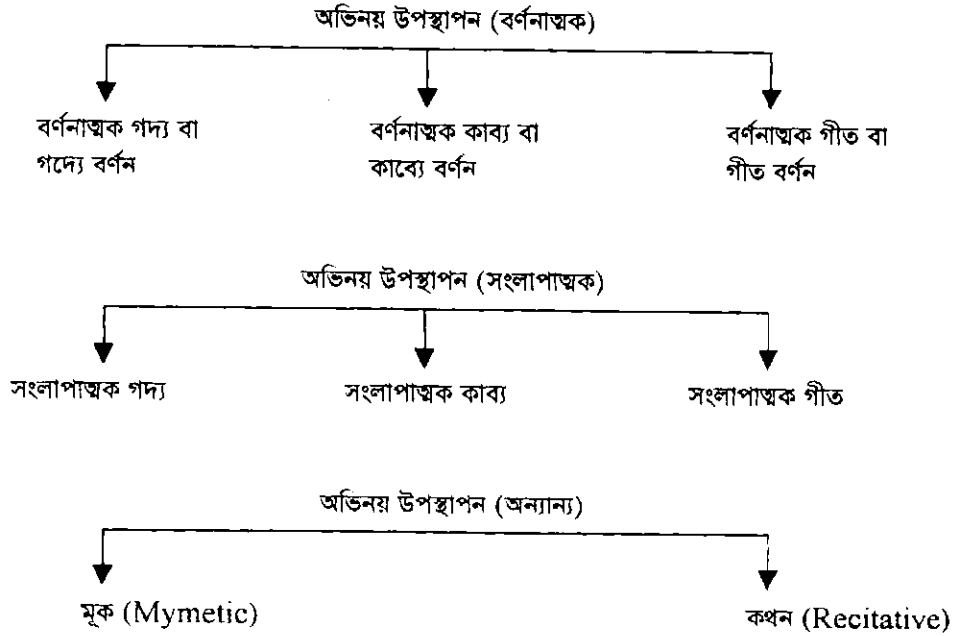 অভিনয় উপস্থাপন (বর্ণনাত্মক)
বর্ণনাত্মক গদ্য বা
গদ্যে বর্ণন
বর্ণনাত্মক কাব্য বা
কাব্যে বর্ণন
বর্ণনাত্মক গীত বা
গীত বর্ণন
অভিনয় উপস্থাপন (সংলাপাত্মক)
সংলাপাত্মক গদ্য
সংলাপাত্মক কাব্য
সংলাপাত্মক গীত
অভিনয় উপস্থাপন (অন্যান্য)
মূক (Mymetic)
কথন (Recitative)